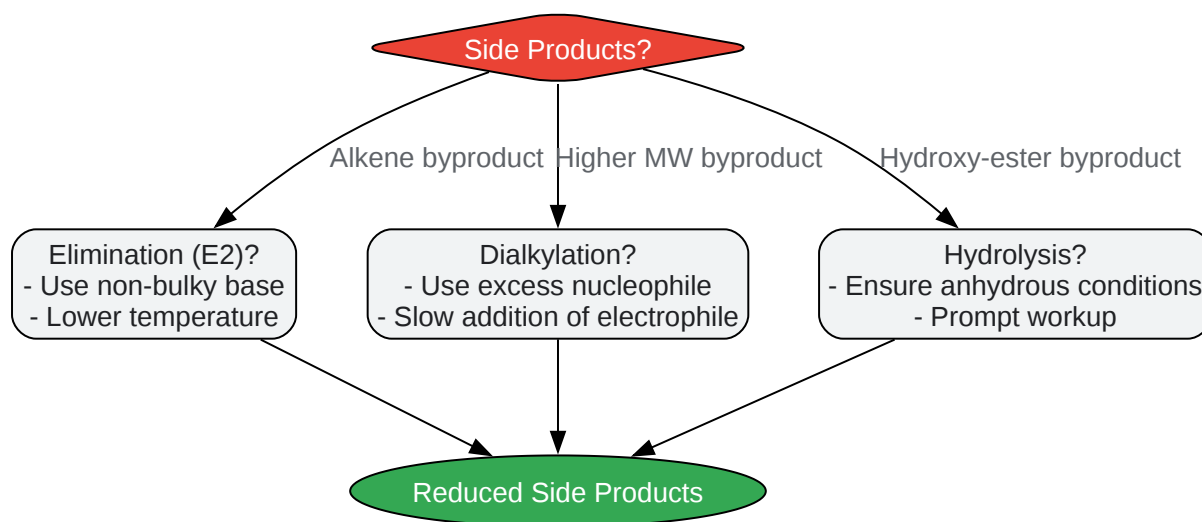 Side Products?
Alkene byproduct
Higher MW byproduct
Hydroxy-ester byproduct
Elimination (E2)?
- Use non-bulky base
- Lower temperature
Dialkylation?
- Use excess nucleophile
- Slow addition of electrophile
Hydrolysis?
- Ensure anhydrous conditions
- Prompt workup
Reduced Side Products